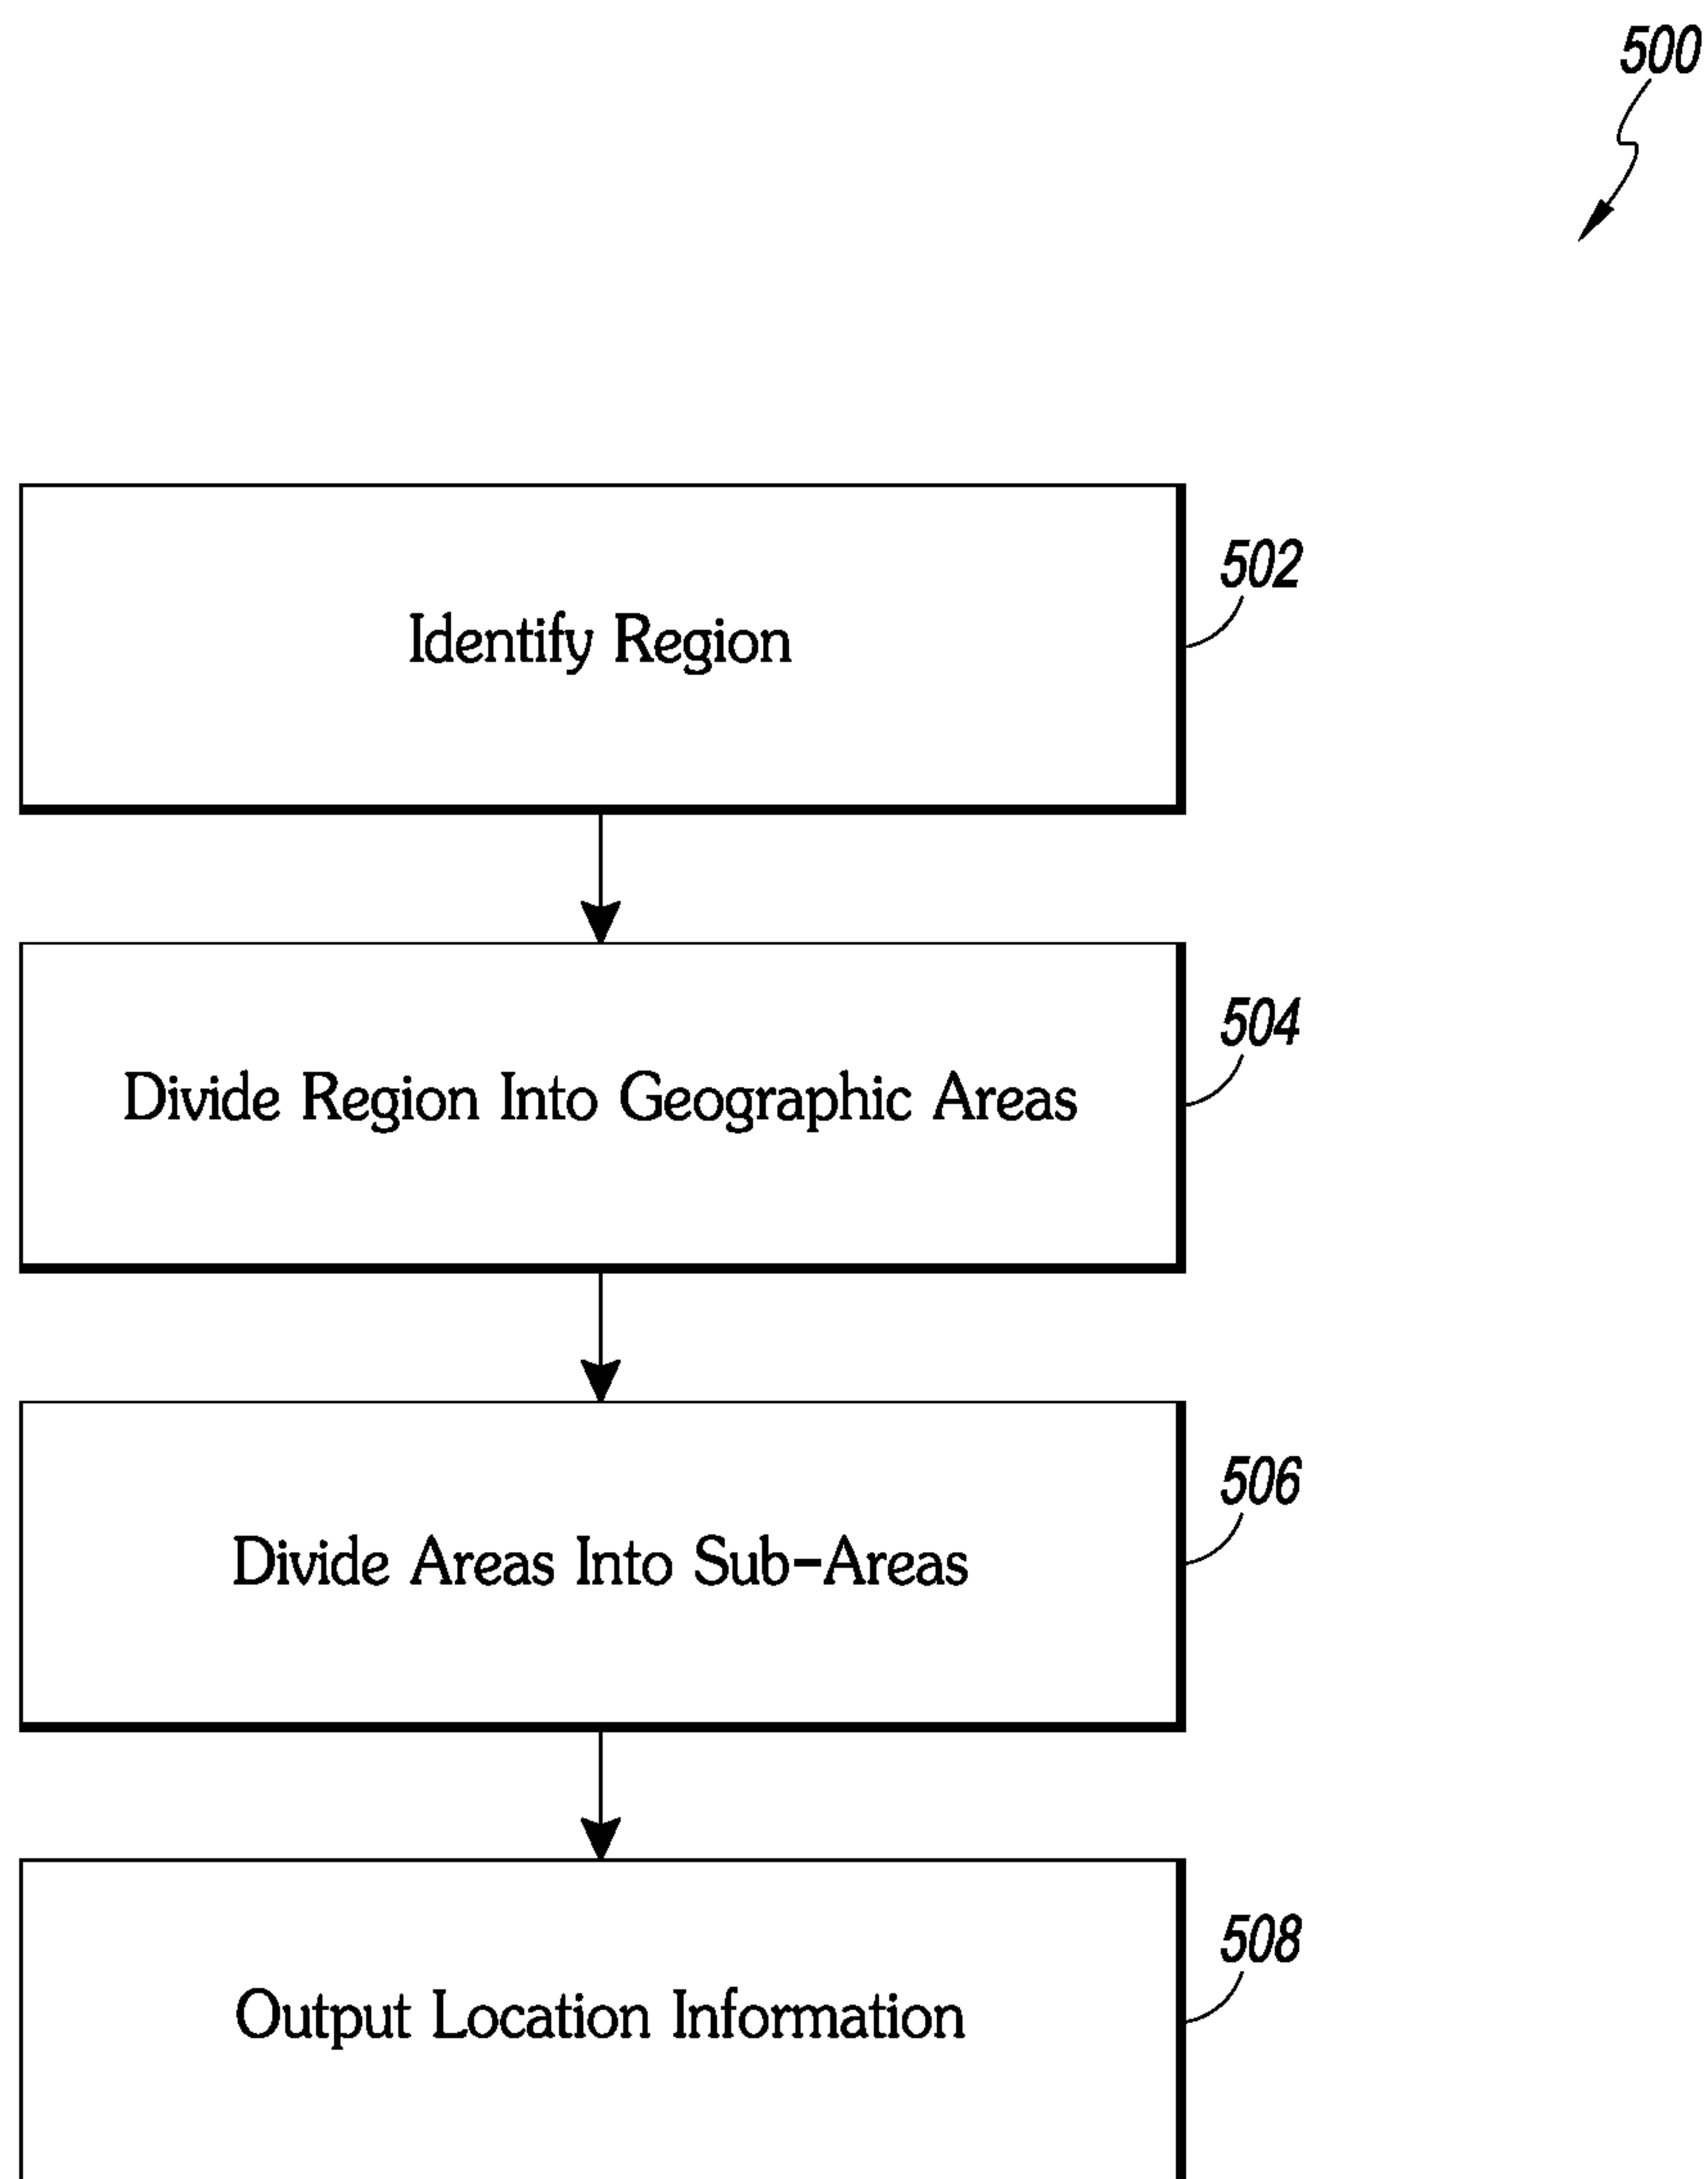 500
Identify Region
502
Divide Region Into Geographic Areas
504
Divide Areas Into Sub-Areas
506
Output Location Information
508